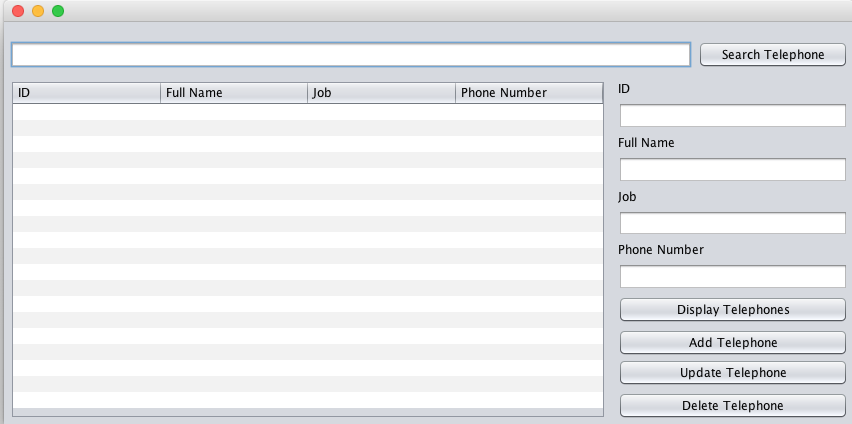 Search Telephone
ID Full Name Job Phone Number
ID
Full Name
Job
Phone Number
Display Telephones
Add Telephone
Update Telephone
Delete Telephone